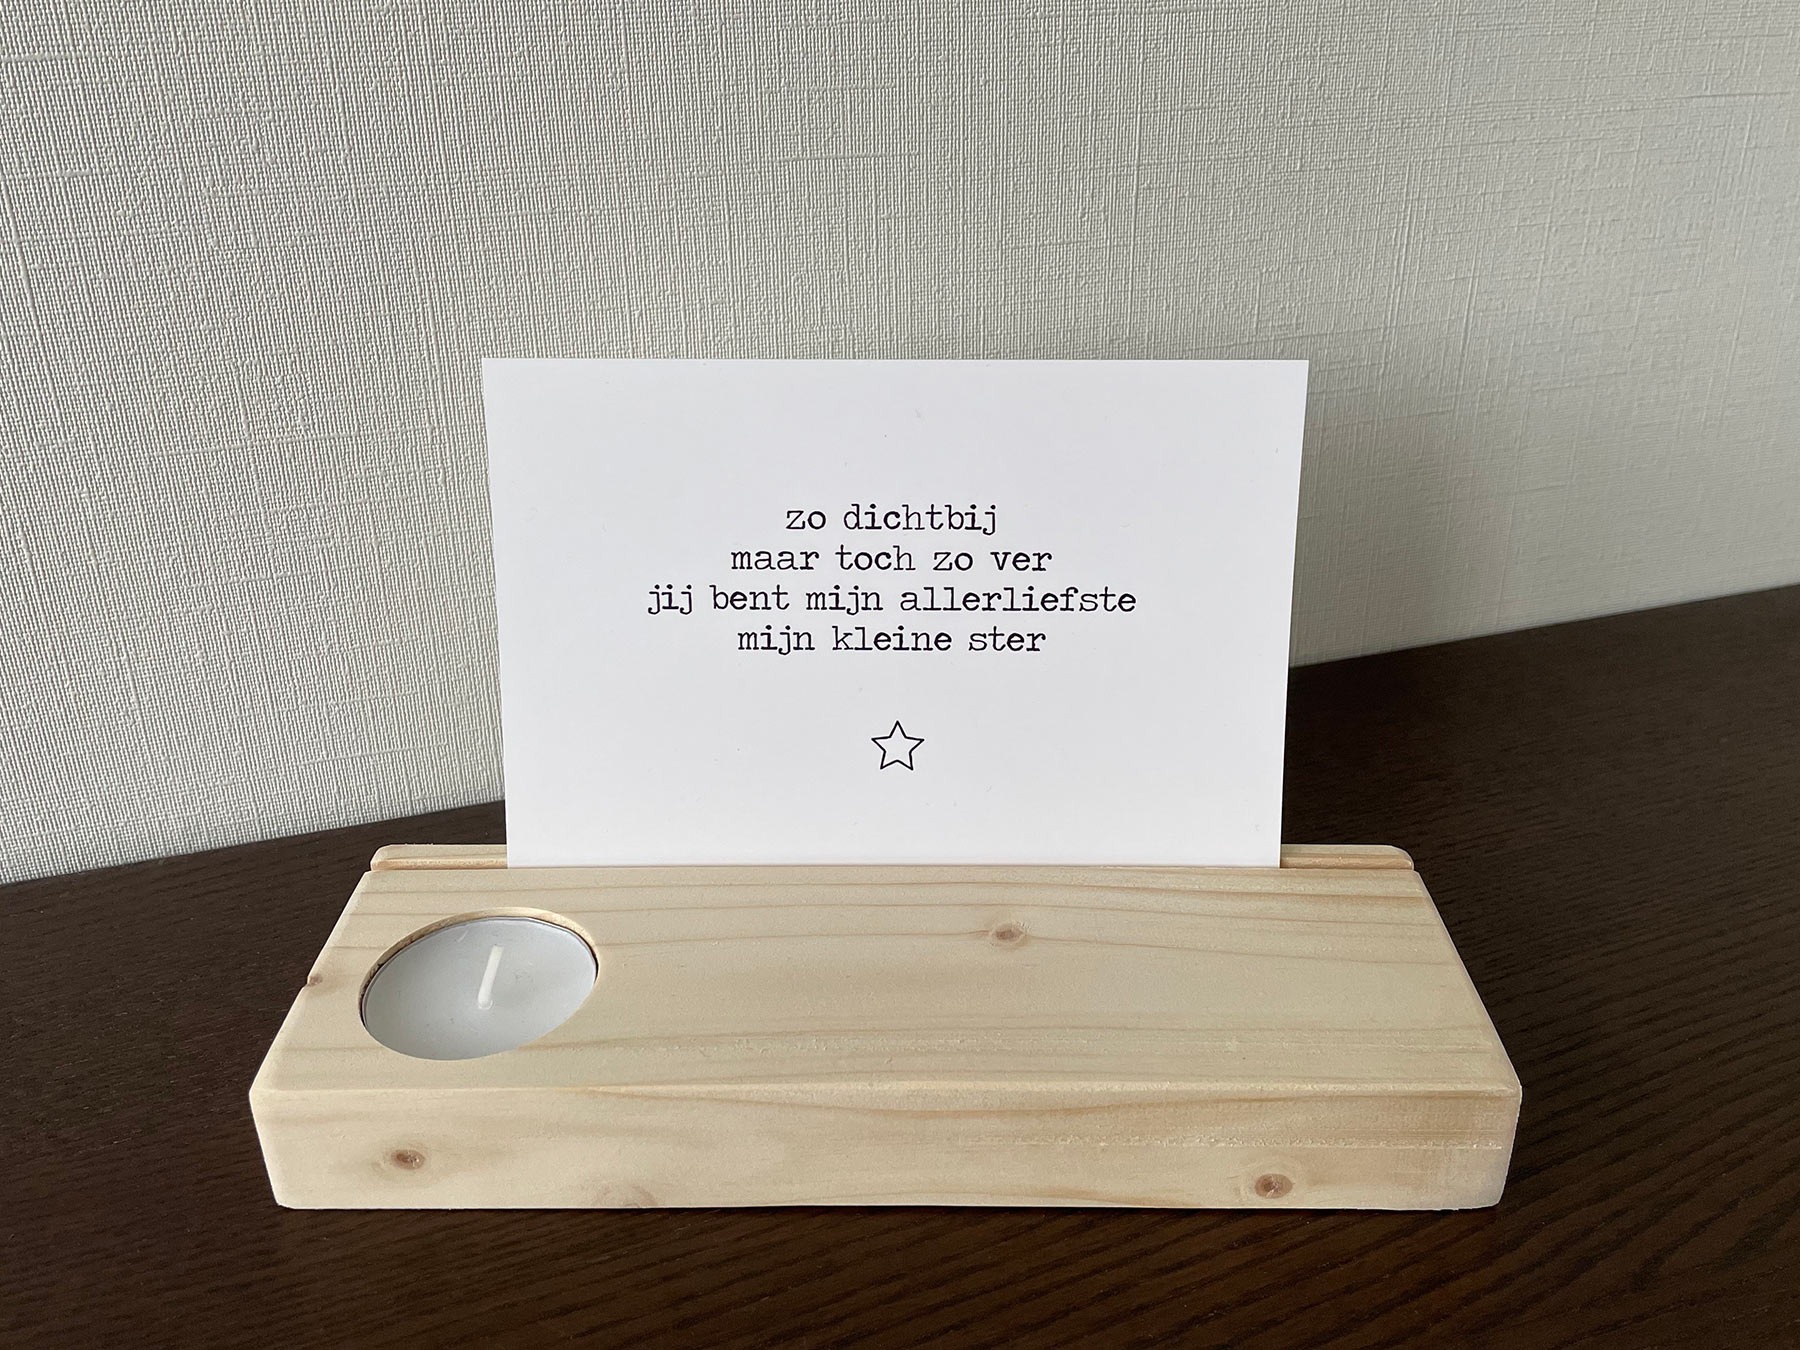 zo dichtbij
maar toch zo ver
jij bent mijn allerliefste
mijn kleine ster